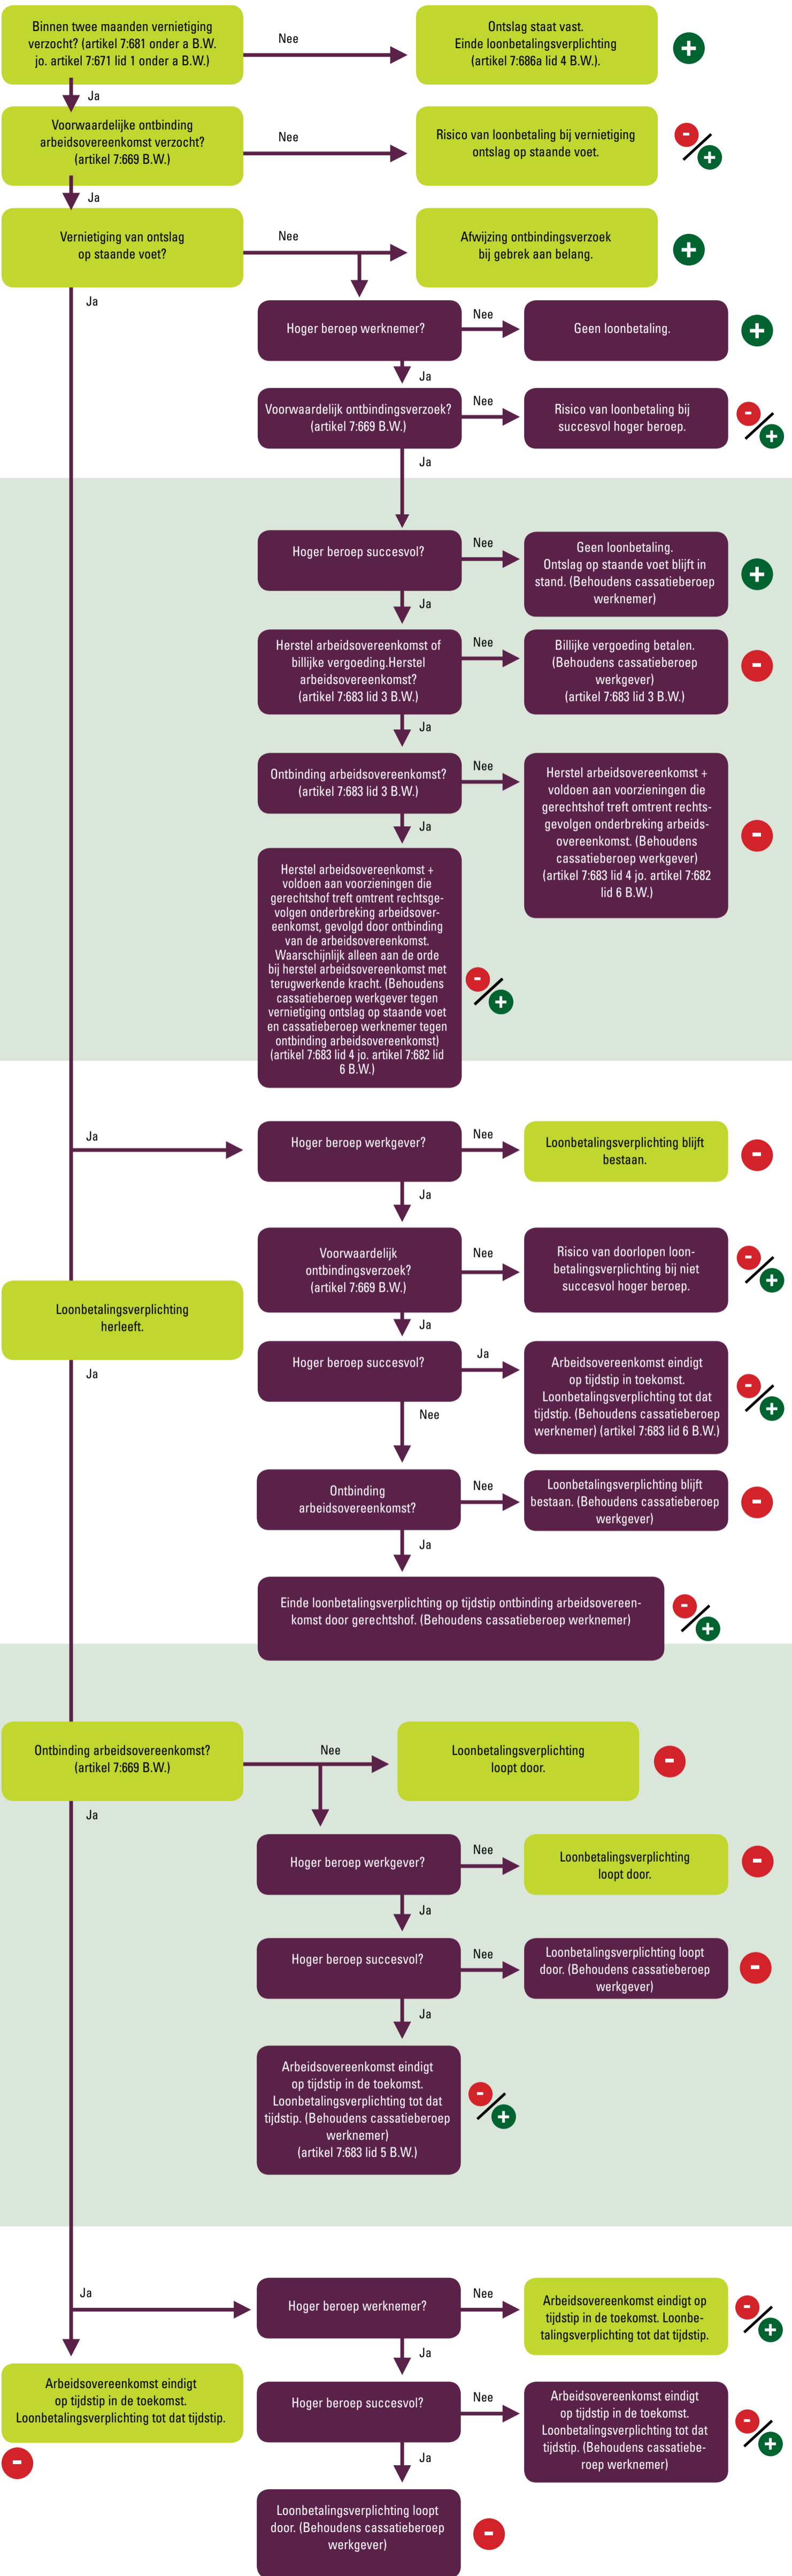 Binnen twee maanden vernietiging
verzocht? (artikel 7:681 onder a B.W.
jo. artikel 7:671 lid 1 onder a B.W.)
Nee
Ontslag staat vast.
Einde loonbetalingsverplichting
(artikel 7:686a lid 4 B.W.).
+
Ja
Voorwaardelijke ontbinding
arbeidsovereenkomst verzocht?
(artikel 7:669 B.W.)
Nee
Risico van loonbetaling bij vernietiging
ontslag op staande voet.
-
+
Ja
Vernietiging van ontslag
op staande voet?
Nee
Afwijzing ontbindingsverzoek
bij gebrek aan belang.
+
Ja
Hoger beroep werknemer?
Nee
Geen loonbetaling.
+
Ja
Voorwaardelijk ontbindingsverzoek?
(artikel 7:669 B.W.)
Nee
Risico van loonbetaling bij
succesvol hoger beroep.
-
+
Ja
Hoger beroep succesvol?
Nee
Geen loonbetaling.
Ontslag op staande voet blijft in
stand. (Behoudens cassatieberoep
werknemer)
+
Ja
Herstel arbeidsovereenkomst of
billijke vergoeding.Herstel
arbeidsovereenkomst?
(artikel 7:683 lid 3 B.W.)
Nee
Billijke vergoeding betalen.
(Behoudens cassatieberoep
werkgever)
(artikel 7:683 lid 3 B.W.)
-
Ja
Ontbinding arbeidsovereenkomst?
(artikel 7:683 lid 3 B.W.)
Nee
Herstel arbeidsovereenkomst +
voldoen aan voorzieningen die
gerechtshof treft omtrent rechts-
gevolgen onderbreking arbeids-
overeenkomst. (Behoudens
cassatieberoep werkgever)
(artikel 7:683 lid 4 jo. artikel 7:682
lid 6 B.W.)
-
Ja
Herstel arbeidsovereenkomst +
voldoen aan voorzieningen die
gerechtshof treft omtrent rechtsge-
volgen onderbreking arbeidsover-
eenkomst, gevolgd door ontbinding
van de arbeidsovereenkomst.
Waarschijnlijk alleen aan de orde
bij herstel arbeidsovereenkomst met
terugwerkende kracht. (Behoudens
cassatieberoep werkgever tegen
vernietiging ontslag op staande voet
en cassatieberoep werknemer tegen
ontbinding arbeidsovereenkomst)
(artikel 7:683 lid 4 jo. artikel 7:682 lid
6 B.W.)
-
+
Ja
Hoger beroep werkgever?
Nee
Loonbetalingsverplichting blijft
bestaan.
-
Ja
Voorwaardelijk
ontbindingsverzoek?
(artikel 7:669 B.W.)
Nee
Risico van doorlopen loon-
betalingsverplichting bij niet
succesvol hoger beroep.
-
+
Loonbetalingsverplichting
herleeft.
Ja
Ja
Hoger beroep succesvol?
Ja
Arbeidsovereenkomst eindigt
op tijdstip in toekomst.
Loonbetalingsverplichting tot dat
tijdstip. (Behoudens cassatieberoep
werknemer) (artikel 7:683 lid 6 B.W.)
-
+
Nee
Ontbinding
arbeidsovereenkomst?
Nee
Loonbetalingsverplichting blijft
bestaan. (Behoudens cassatieberoep
werkgever)
-
Ja
Einde loonbetalingsverplichting op tijdstip ontbinding arbeidsovereen-
komst door gerechtshof. (Behoudens cassatieberoep werknemer)
-
+
Ontbinding arbeidsovereenkomst?
(artikel 7:669 B.W.)
Nee
Loonbetalingsverplichting
loopt door.
-
Ja
Hoger beroep werkgever?
Nee
Loonbetalingsverplichting
loopt door.
-
Ja
Hoger beroep succesvol?
Nee
Loonbetalingsverplichting loopt
door. (Behoudens cassatieberoep
werkgever)
-
Ja
Arbeidsovereenkomst eindigt
op tijdstip in de toekomst.
Loonbetalingsverplichting tot dat
tijdstip. (Behoudens cassatieberoep
werknemer)
(artikel 7:683 lid 5 B.W.)
-
+
Ja
Hoger beroep werknemer?
Nee
Arbeidsovereenkomst eindigt op
tijdstip in de toekomst. Loonbe-
talingsverplichting tot dat tijdstip.
-
+
Ja
Arbeidsovereenkomst eindigt
op tijdstip in de toekomst.
Loonbetalingsverplichting tot dat tijdstip.
-
Hoger beroep succesvol?
Nee
Arbeidsovereenkomst eindigt
op tijdstip in de toekomst.
Loonbetalingsverplichting tot dat
tijdstip. (Behoudens cassatiebe-
roep werknemer)
-
+
Ja
Loonbetalingsverplichting loopt
door. (Behoudens cassatieberoep
werkgever)
-